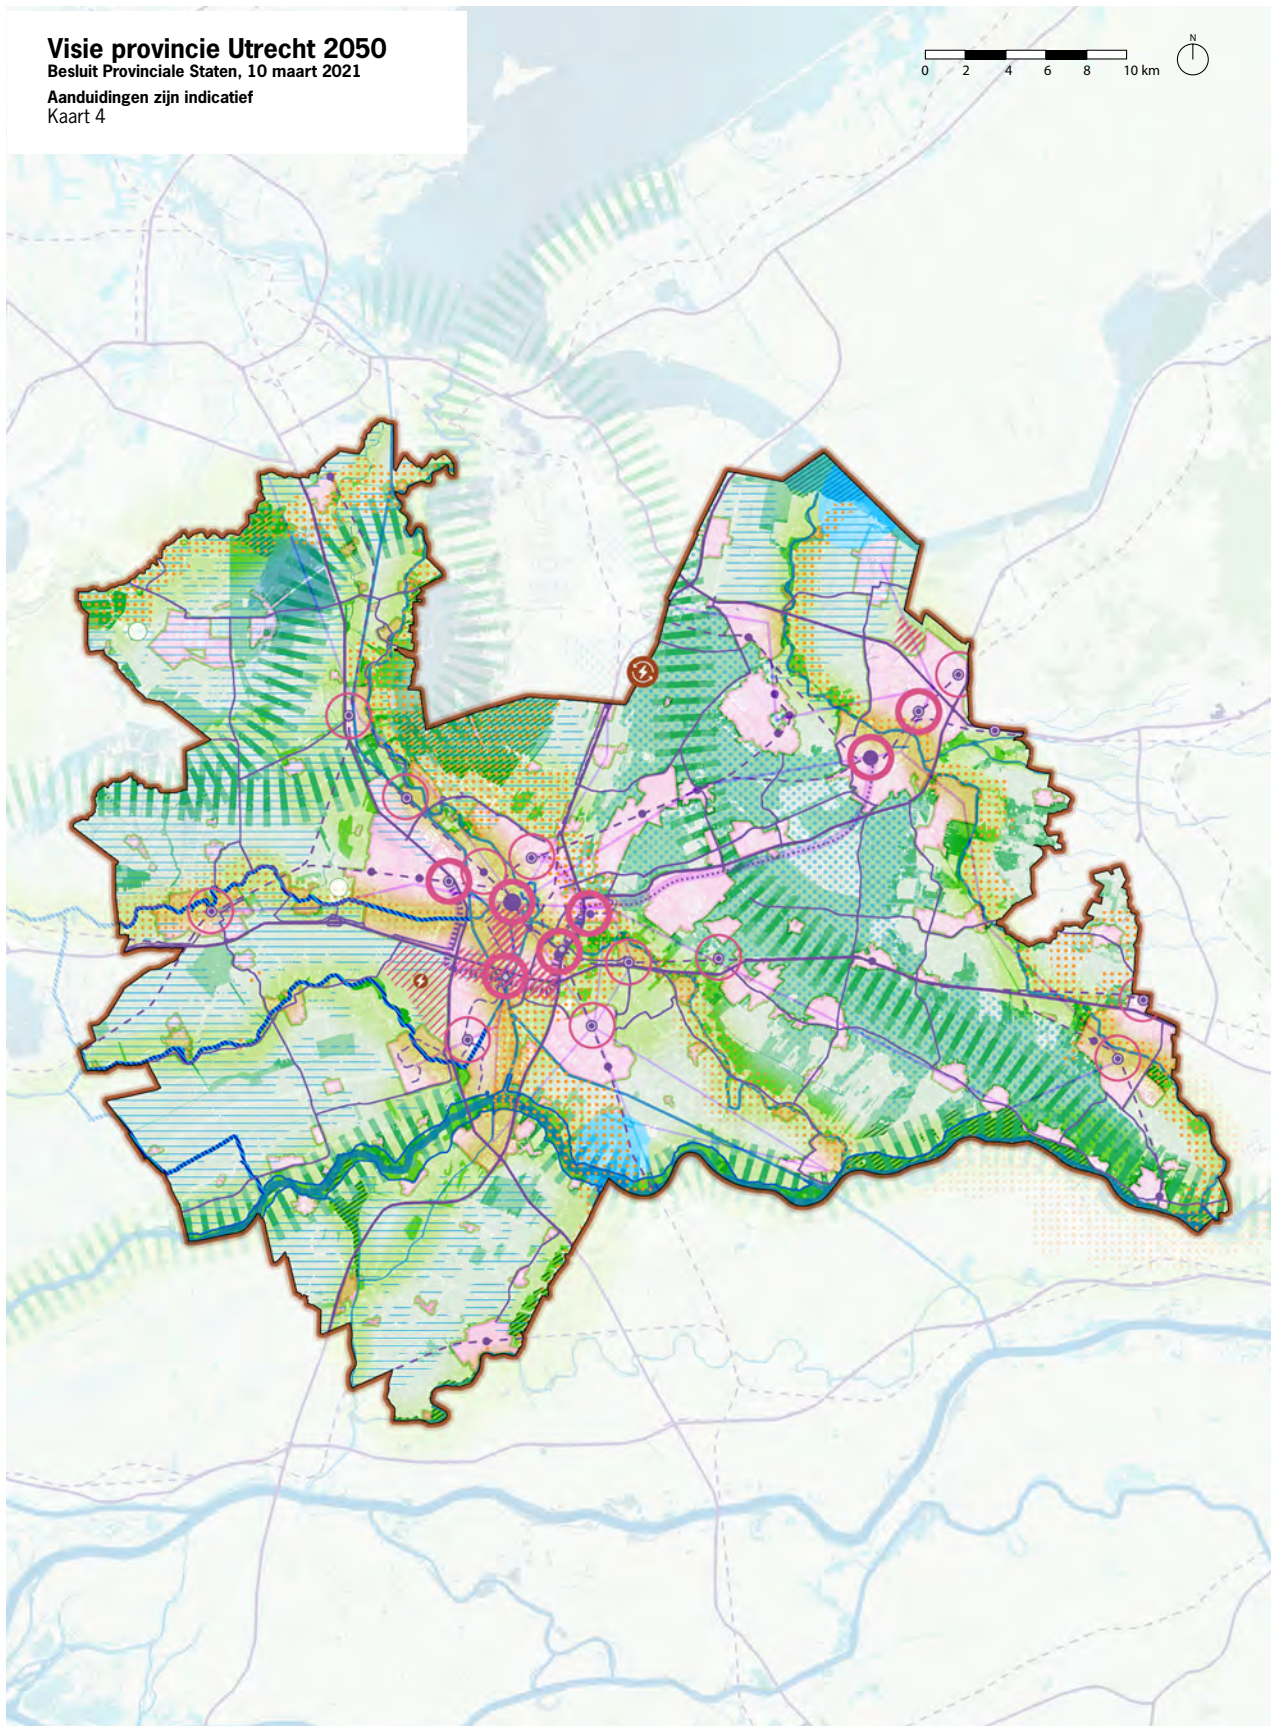 Visie provincie Utrecht 2050
Besluit Provinciale Staten, 10 maart 2021
Aanduidingen zijn indicatief
Kaart 4
N
0 2 4 6 8 10 km